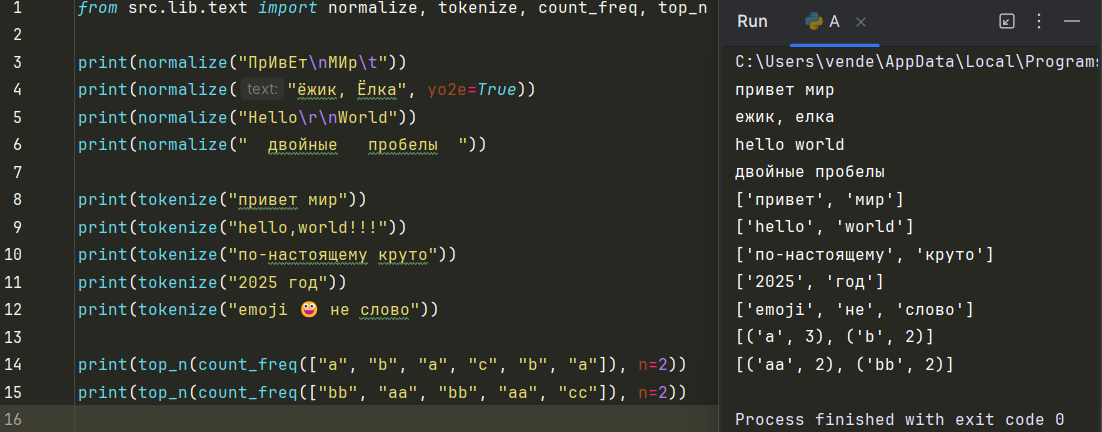 1 from src.lib.text import normalize, tokenize, count_freq, top_n
2
3 print(normalize("ПрИвЕт\nМИр\t"))
4 print(normalize( text: "ёжик, Ёлка", yo2e=True))
5 print(normalize("Hello\r\nWorld"))
6 print(normalize("  двойные   пробелы  "))
7
8 print(tokenize("привет мир"))
9 print(tokenize("hello,world!!!"))
10 print(tokenize("по-настоящему круто"))
11 print(tokenize("2025 год"))
12 print(tokenize("emoji 😀 не слово"))
13
14 print(top_n(count_freq(["a", "b", "a", "c", "b", "a"]), n=2))
15 print(top_n(count_freq(["bb", "aa", "bb", "aa", "cc"]), n=2))
16
Run A
C:\Users\vende\AppData\Local\Programs
привет мир
ежик, елка
hello world
двойные пробелы
['привет', 'мир']
['hello', 'world']
['по-настоящему', 'круто']
['2025', 'год']
['emoji', 'не', 'слово']
[('a', 3), ('b', 2)]
[('aa', 2), ('bb', 2)]
Process finished with exit code 0